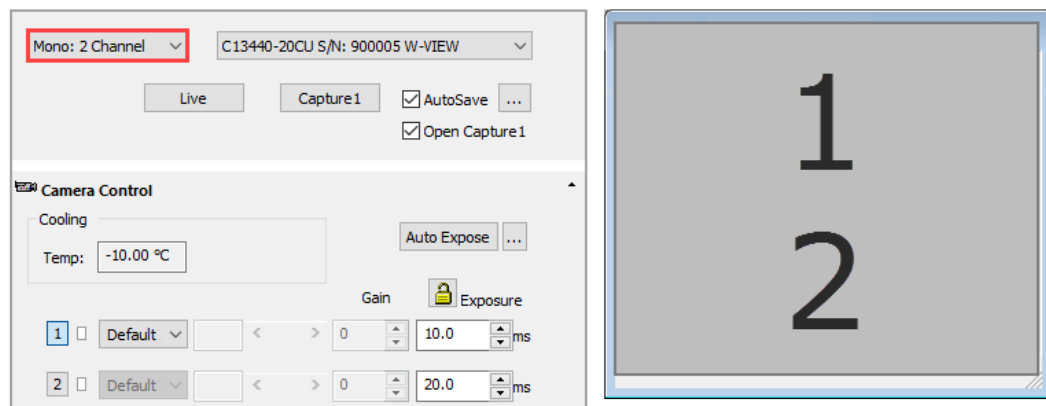 Mono: 2 Channel
C13440-20CU S/N: 900005 W-VIEW
Live
Capture1
AutoSave
...
Open Capture1
Camera Control
Cooling
Temp: -10.00 ºC
Auto Expose
...
Gain
Exposure
1 Default 0 10.0 ms
2 Default 0 20.0 ms
1
2